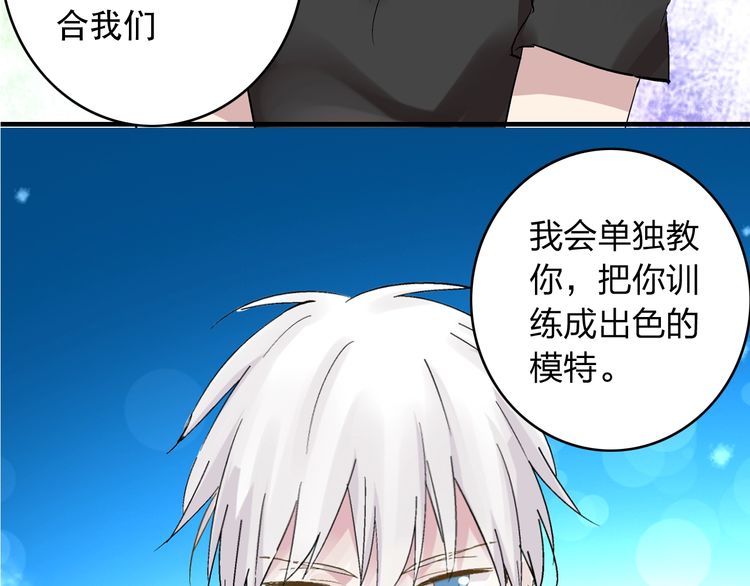 合我们
我会单独教
你，把你训
练成出色的
模特。